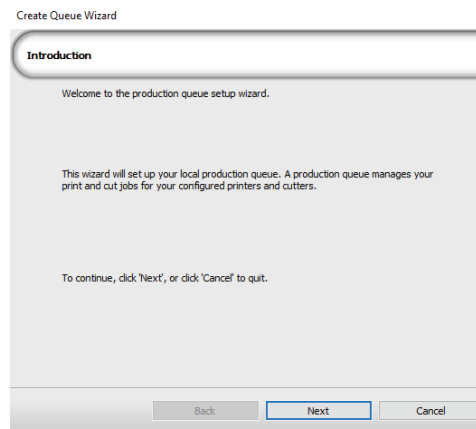 Create Queue Wizard
Introduction
Welcome to the production queue setup wizard.
This wizard will set up your local production queue. A production queue manages your
print and cut jobs for your configured printers and cutters.
To continue, click 'Next', or click 'Cancel' to quit.
Back
Next
Cancel